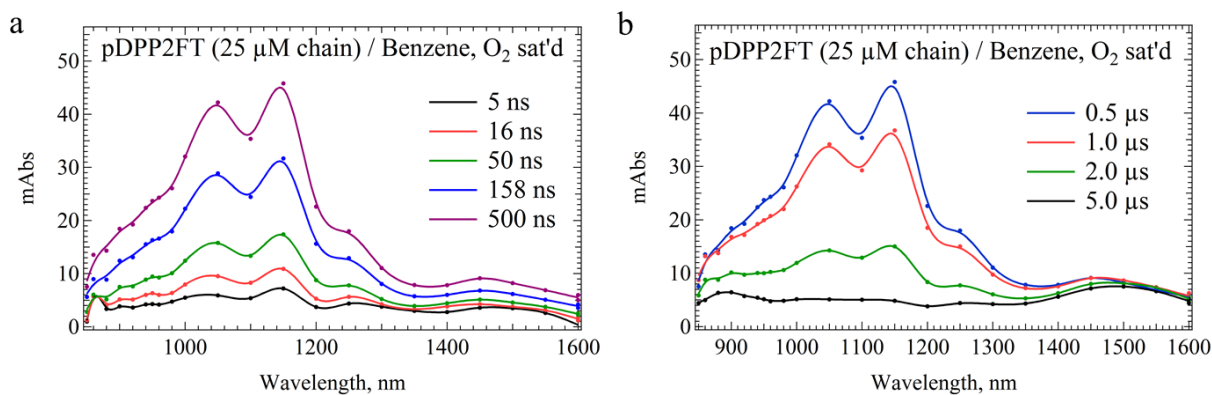 a
pDPP2FT (25 µM chain) / Benzene, O2 sat'd
5 ns
16 ns
50 ns
158 ns
500 ns
50
40
30
20
10
0
mAbs
1000
1200
1400
1600
Wavelength, nm
b
pDPP2FT (25 µM chain) / Benzene, O2 sat'd
0.5 µs
1.0 µs
2.0 µs
5.0 µs
50
40
30
20
10
0
mAbs
900
1000
1100
1200
1300
1400
1500
1600
Wavelength, nm